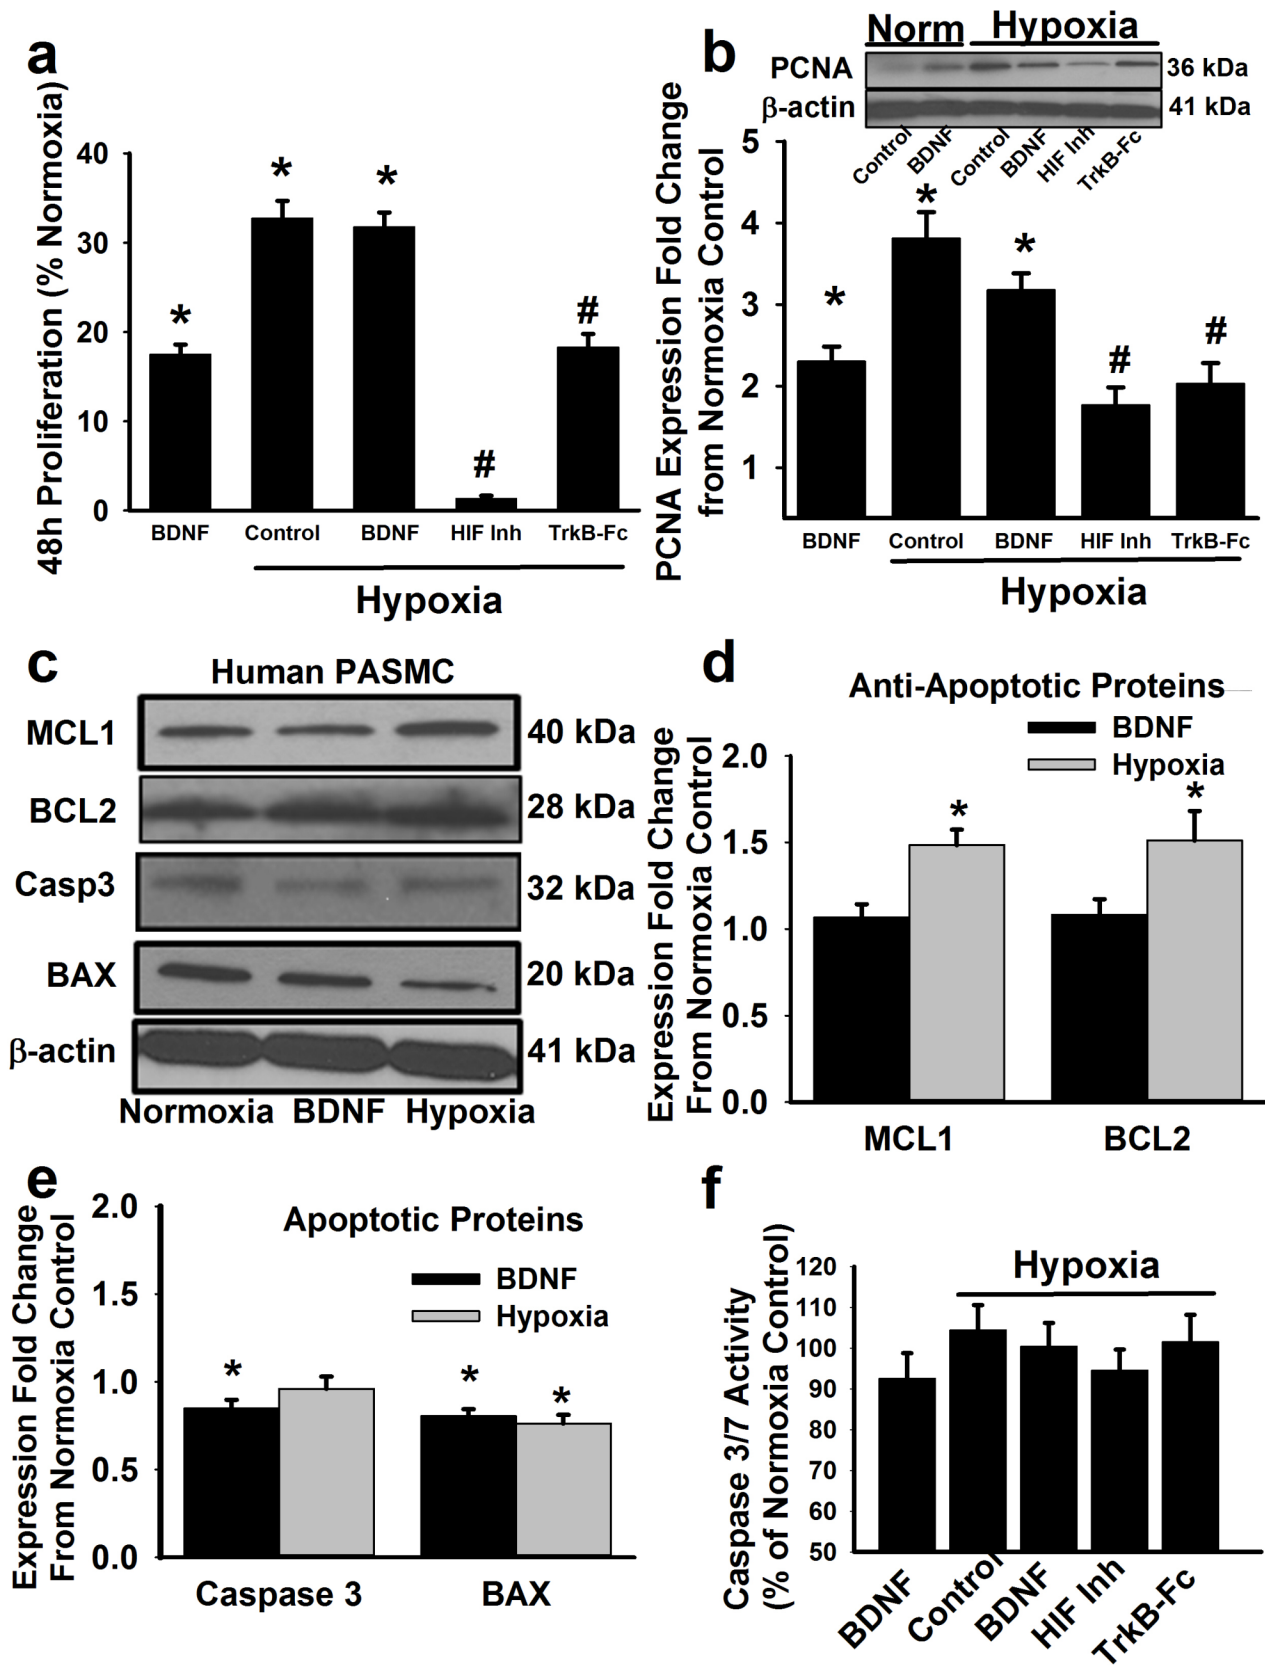 a
48h Proliferation (% Normoxia)
40
30
20
10
0
*
*
*
#
#
BDNF
Control
BDNF
HIF Inh
TrkB-Fc
Hypoxia
b
Norm
Hypoxia
PCNA
36 kDa
β-actin
41 kDa
Control
BDNF
Control
BDNF
HIF Inh
TrkB-Fc
PCNA Expression Fold Change
from Normoxia Control
5
4
3
2
1
*
*
*
#
#
BDNF
Control
BDNF
HIF Inh
TrkB-Fc
Hypoxia
c
Human PASMC
MCL1
40 kDa
BCL2
28 kDa
Casp3
32 kDa
BAX
20 kDa
β-actin
41 kDa
Normoxia
BDNF
Hypoxia
d
Anti-Apoptotic Proteins
BDNF
Hypoxia
Expression Fold Change
From Normoxia Control
2.0
1.5
1.0
0.5
0.0
*
*
MCL1
BCL2
e
Apoptotic Proteins
BDNF
Hypoxia
Expression Fold Change
From Normoxia Control
2.0
1.5
1.0
0.5
0.0
*
*
*
Caspase 3
BAX
f
Hypoxia
Caspase 3/7 Activity
(% of Normoxia Control)
120
110
100
90
80
70
60
50
BDNF
Control
BDNF
HIF Inh
TrkB-Fc